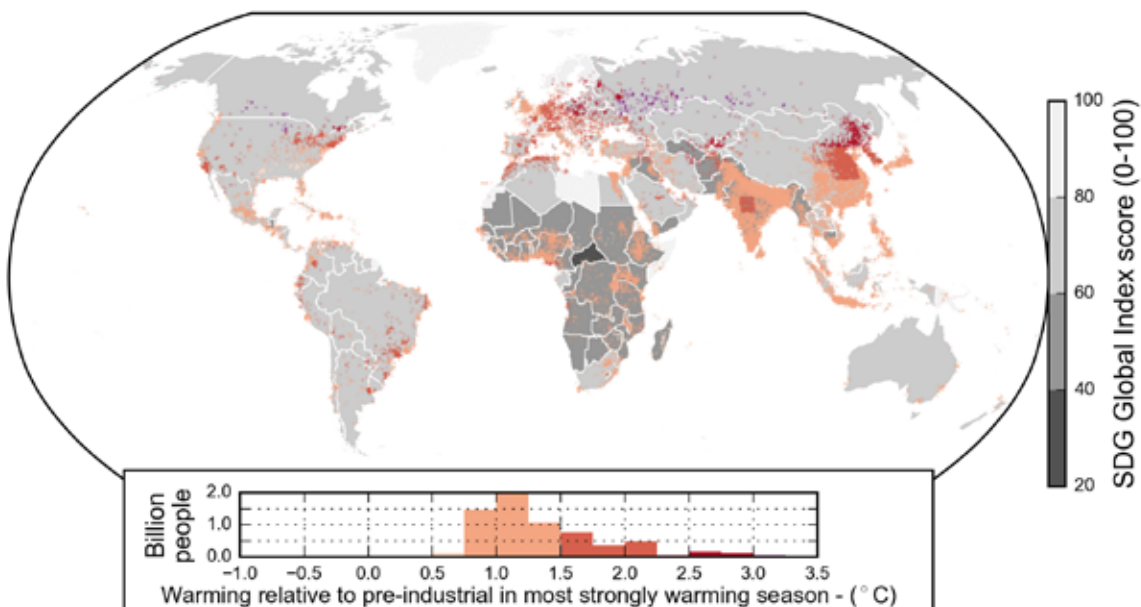 100
80
60
40
20
SDG Global Index score (0-100)
Billion
people
2.0
1.0
0.0
−1.0 −0.5 0.0 0.5 1.0 1.5 2.0 2.5 3.0 3.5
Warming relative to pre-industrial in most strongly warming season - (°C)